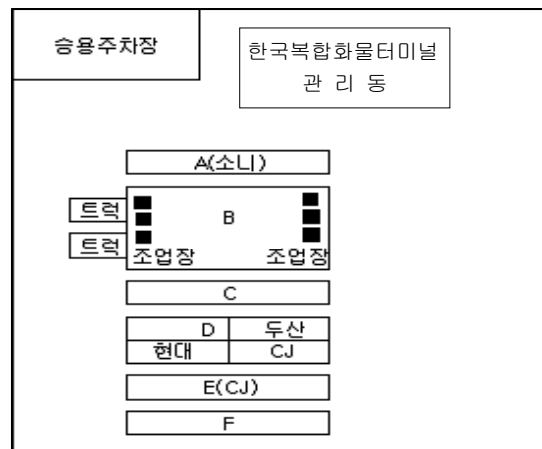 승용주차장
한국복합화물터미널
관 리 동
A(소니)
트럭
B
트럭
조업장 조업장
C
D 두산
현대 CJ
E(CJ)
F